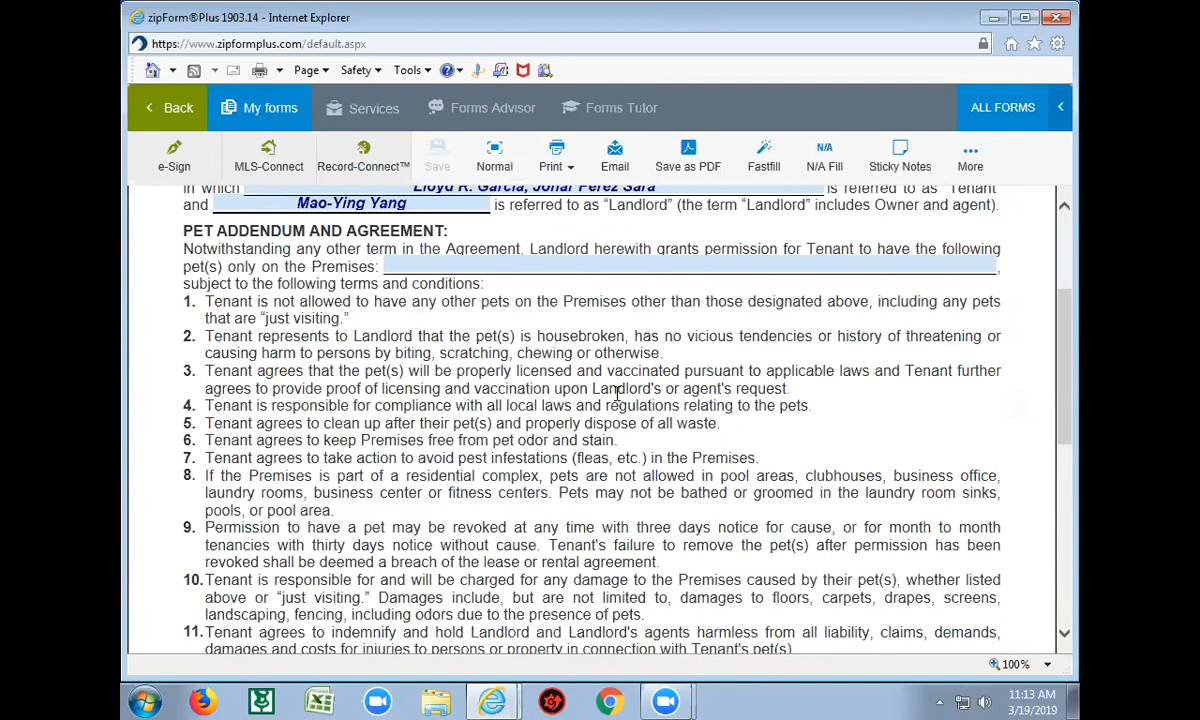 zipForm®Plus 1903.14 - Internet Explorer
https://www.zipformplus.com/default.aspx
Page Safety Tools
Back My forms Services Forms Advisor Forms Tutor ALL FORMS
e-Sign MLS-Connect Record-Connect™ Save Normal Print Email Save as PDF Fastfill N/A N/A Fill Sticky Notes More
in which Lloyd R. Garcia, Jonar Perez Sara is referred to as "Tenant"
and Mao-Ying Yang is referred to as "Landlord" (the term "Landlord" includes Owner and agent).
PET ADDENDUM AND AGREEMENT:
Notwithstanding any other term in the Agreement, Landlord herewith grants permission for Tenant to have the following
pet(s) only on the Premises: ,
subject to the following terms and conditions:
1. Tenant is not allowed to have any other pets on the Premises other than those designated above, including any pets
that are "just visiting."
2. Tenant represents to Landlord that the pet(s) is housebroken, has no vicious tendencies or history of threatening or
causing harm to persons by biting, scratching, chewing or otherwise.
3. Tenant agrees that the pet(s) will be properly licensed and vaccinated pursuant to applicable laws and Tenant further
agrees to provide proof of licensing and vaccination upon Landlord's or agent's request.
4. Tenant is responsible for compliance with all local laws and regulations relating to the pets.
5. Tenant agrees to clean up after their pet(s) and properly dispose of all waste.
6. Tenant agrees to keep Premises free from pet odor and stain.
7. Tenant agrees to take action to avoid pest infestations (fleas, etc.) in the Premises.
8. If the Premises is part of a residential complex, pets are not allowed in pool areas, clubhouses, business office,
laundry rooms, business center or fitness centers. Pets may not be bathed or groomed in the laundry room sinks,
pools, or pool area.
9. Permission to have a pet may be revoked at any time with three days notice for cause, or for month to month
tenancies with thirty days notice without cause. Tenant's failure to remove the pet(s) after permission has been
revoked shall be deemed a breach of the lease or rental agreement.
10. Tenant is responsible for and will be charged for any damage to the Premises caused by their pet(s), whether listed
above or "just visiting." Damages include, but are not limited to, damages to floors, carpets, drapes, screens,
landscaping, fencing, including odors due to the presence of pets.
11. Tenant agrees to indemnify and hold Landlord and Landlord's agents harmless from all liability, claims, demands,
damages and costs for injuries to persons or property in connection with Tenant's pet(s).
100%
11:13 AM
3/19/2019